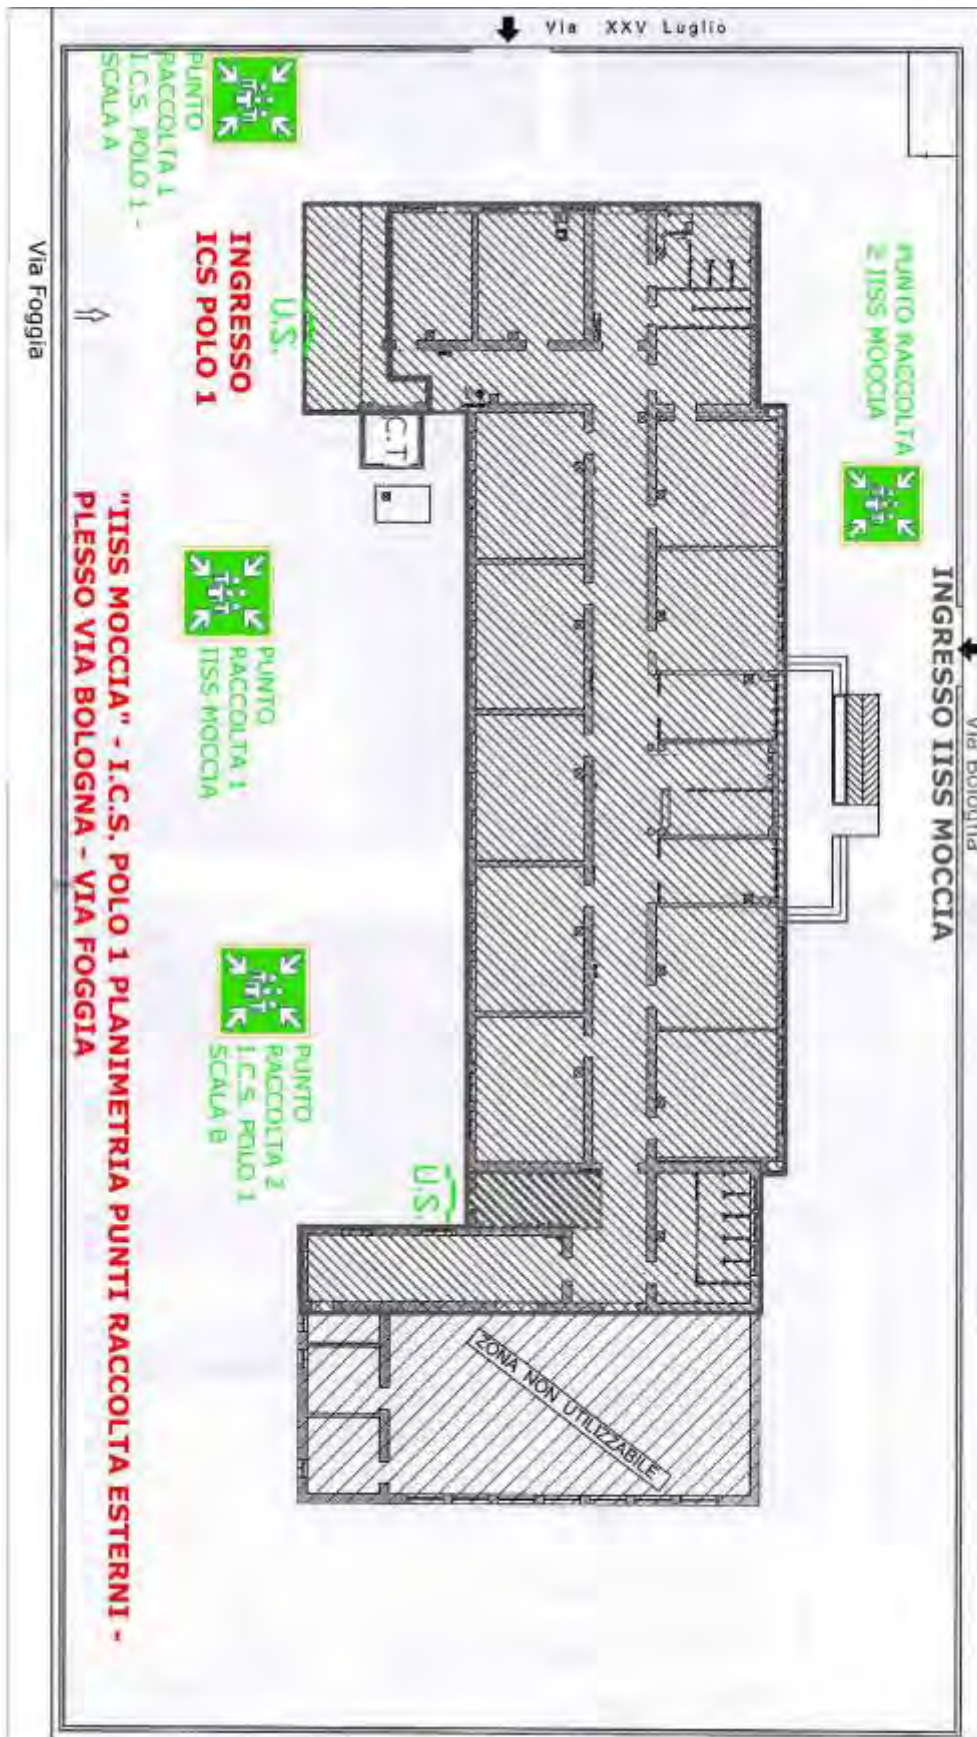 Via XXV Luglio
PUNTO
RACCOLTA 1
I.C.S. POLO 1 -
SCALA A
PUNTO RACCOLTA
2 IISS MOCCIA
INGRESSO
ICS POLO 1
U.S.
C.T
Via Foggia
INGRESSO IISS MOCCIA
Via Bologna
PUNTO
RACCOLTA 1
IISS MOCCIA
PUNTO
RACCOLTA 2
I.C.S. POLO 1
SCALA B
U.S.
ZONA NON UTILIZZABILE
"IISS MOCCIA" - I.C.S. POLO 1 PLANIMETRIA PUNTI RACCOLTA ESTERNI -
PLESSO VIA BOLOGNA - VIA FOGGIA